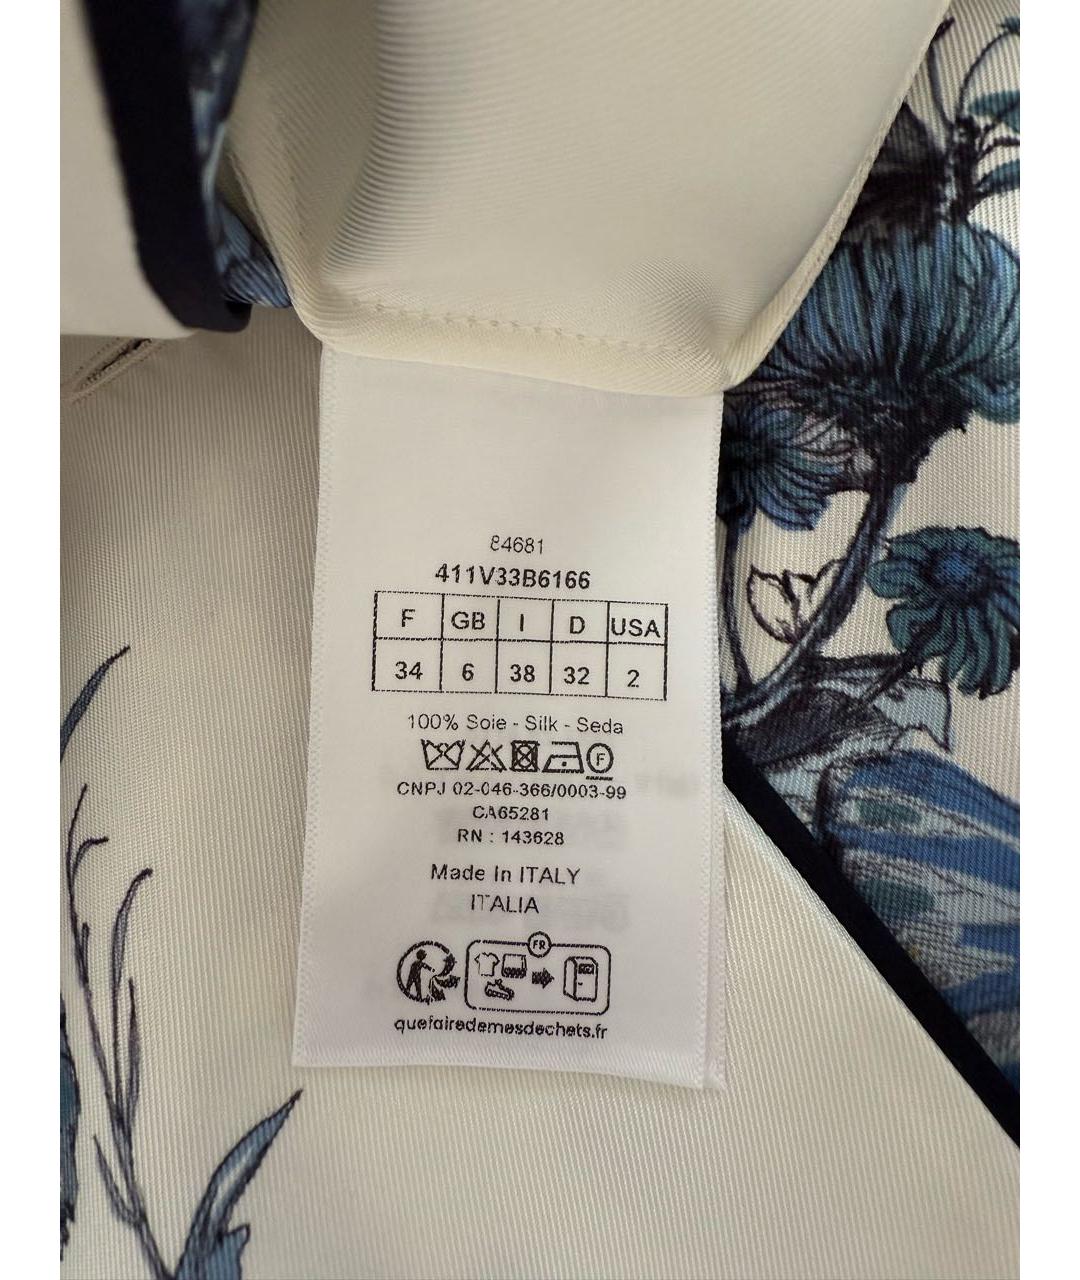 84681
411V33B6166
F GB I D USA
34 6 38 32 2
100% Soie - Silk - Seda
F
CNPJ 02-046-366/0003-99
CA65281
RN : 143628
Made In ITALY
ITALIA
FR
quefairedemesdechets.fr